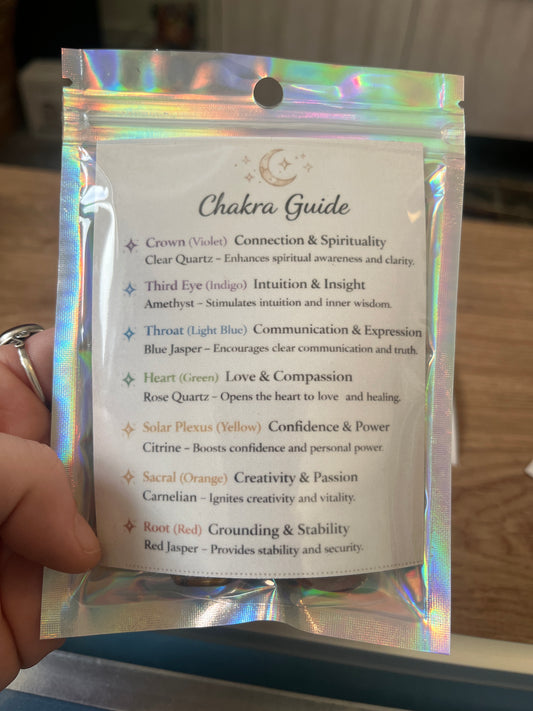 Chakra Guide
Crown (Violet) Connection & Spirituality
Clear Quartz – Enhances spiritual awareness and clarity.
Third Eye (Indigo) Intuition & Insight
Amethyst – Stimulates intuition and inner wisdom.
Throat (Light Blue) Communication & Expression
Blue Jasper – Encourages clear communication and truth.
Heart (Green) Love & Compassion
Rose Quartz – Opens the heart to love and healing.
Solar Plexus (Yellow) Confidence & Power
Citrine – Boosts confidence and personal power.
Sacral (Orange) Creativity & Passion
Carnelian – Ignites creativity and vitality.
Root (Red) Grounding & Stability
Red Jasper – Provides stability and security.